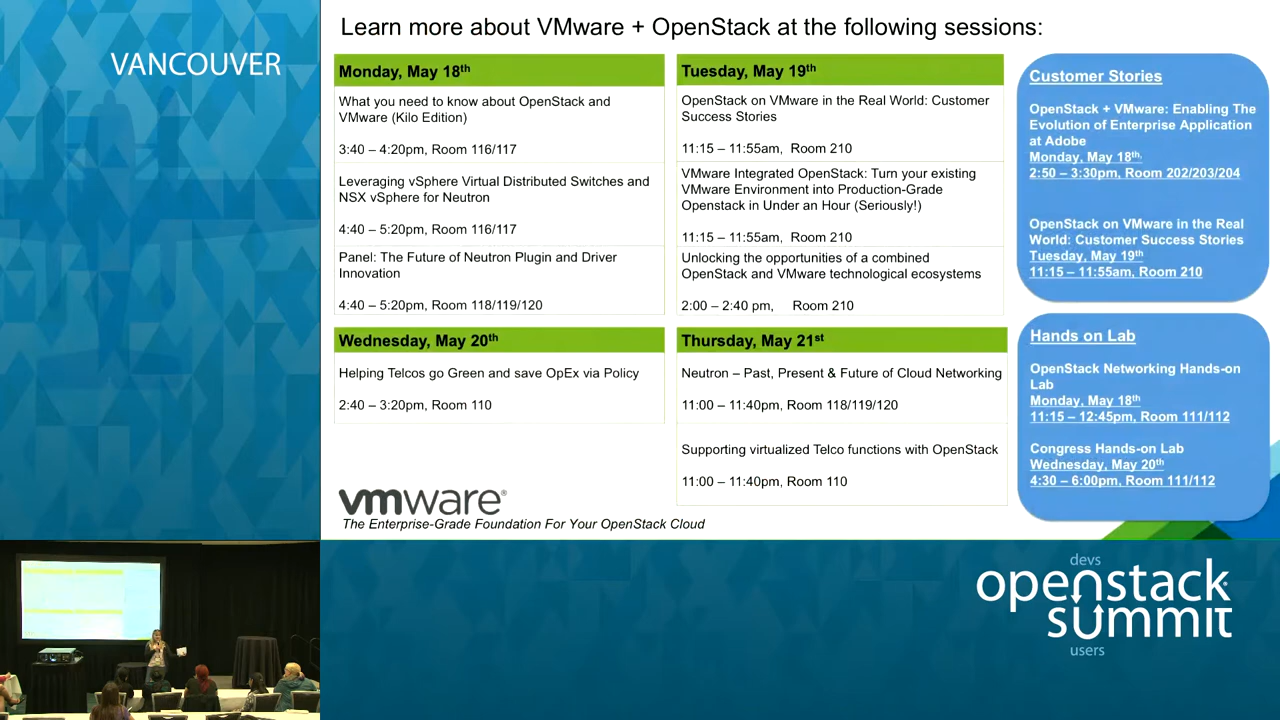 VANCOUVER
Learn more about VMware + OpenStack at the following sessions:
Monday, May 18th
What you need to know about OpenStack and
VMware (Kilo Edition)
3:40 – 4:20pm, Room 116/117
Leveraging vSphere Virtual Distributed Switches and
NSX vSphere for Neutron
4:40 – 5:20pm, Room 116/117
Panel: The Future of Neutron Plugin and Driver
Innovation
4:40 – 5:20pm, Room 118/119/120
Tuesday, May 19th
OpenStack on VMware in the Real World: Customer
Success Stories
11:15 – 11:55am, Room 210
VMware Integrated OpenStack: Turn your existing
VMware Environment into Production-Grade
Openstack in Under an Hour (Seriously!)
11:15 – 11:55am, Room 210
Unlocking the opportunities of a combined
OpenStack and VMware technological ecosystems
2:00 – 2:40 pm, Room 210
Wednesday, May 20th
Helping Telcos go Green and save OpEx via Policy
2:40 – 3:20pm, Room 110
Thursday, May 21st
Neutron – Past, Present & Future of Cloud Networking
11:00 – 11:40pm, Room 118/119/120
Supporting virtualized Telco functions with OpenStack
11:00 – 11:40pm, Room 110
Customer Stories
OpenStack + VMware: Enabling The
Evolution of Enterprise Application
at Adobe
Monday, May 18th,
2:50 – 3:30pm, Room 202/203/204
OpenStack on VMware in the Real
World: Customer Success Stories
Tuesday, May 19th
11:15 – 11:55am, Room 210
Hands on Lab
OpenStack Networking Hands-on
Lab
Monday, May 18th
11:15 – 12:45pm, Room 111/112
Congress Hands-on Lab
Wednesday, May 20th
4:30 – 6:00pm, Room 111/112
vmware®
The Enterprise-Grade Foundation For Your OpenStack Cloud
devs
openstack
summit
users